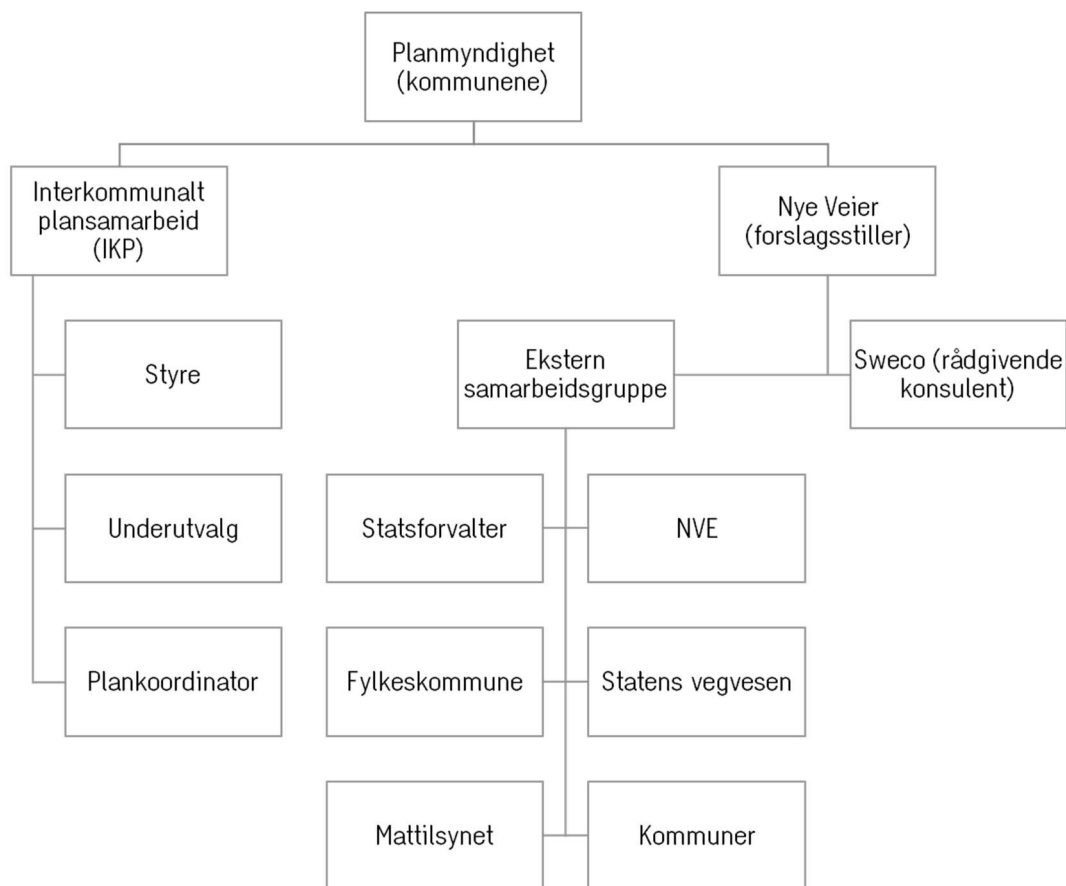 Planmyndighet
(kommunene)
Interkommunalt
plansamarbeid
(IKP)
Nye Veier
(forslagsstiller)
Styre
Ekstern
samarbeidsgruppe
Sweco (rådgivende
konsulent)
Underutvalg
Statsforvalter
NVE
Plankoordinator
Fylkeskommune
Statens vegvesen
Mattilsynet
Kommuner